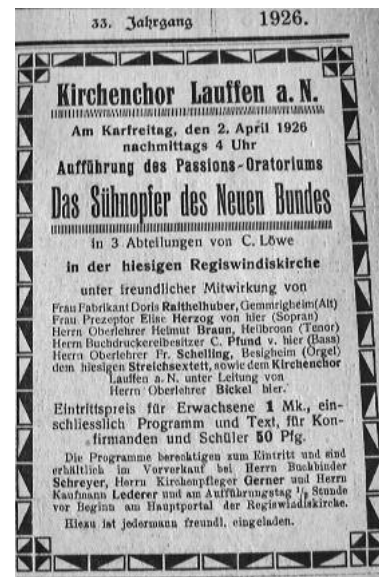 33. Jahrgang 1926.
Kirchenchor Lauffen a. N.
Am Karfreitag, den 2. April 1926
nachmittags 4 Uhr
Aufführung des Passions-Oratoriums
Das Sühnopfer des Neuen Bundes
in 3 Abteilungen von C. Löwe
in der hiesigen Regiswindiskirche
unter freundlicher Mitwirkung von
Frau Fabrikant Doris Raithelhuber, Gemmrigheim (Alt)
Frau Prezeptor Elise Herzog von hier (Sopran)
Herrn Oberlehrer Helmut Braun, Heilbronn (Tenor)
Herrn Buchdruckereibesitzer C. Pfund v. hier (Bass)
Herrn Oberlehrer Fr. Schelling, Besigheim (Orgel)
dem hiesigen Streichsextett, sowie dem Kirchenchor
Lauffen a. N. unter Leitung von
Herrn Oberlehrer Bickel hier.
Eintrittspreis für Erwachsene 1 Mk., ein-
schliesslich Programm und Text, für Kon-
firmanden und Schüler 50 Pfg.
Die Programme berechtigen zum Eintritt und sind
erhältlich im Vorverkauf bei Herrn Buchbinder
Schreyer, Herrn Kirchenpfleger Gerner und Herrn
Kaufmann Lederer und am Aufführungstag ½ Stunde
vor Beginn am Hauptportal der Regiswindiskirche.
Hiezu ist jedermann freundl. eingeladen.